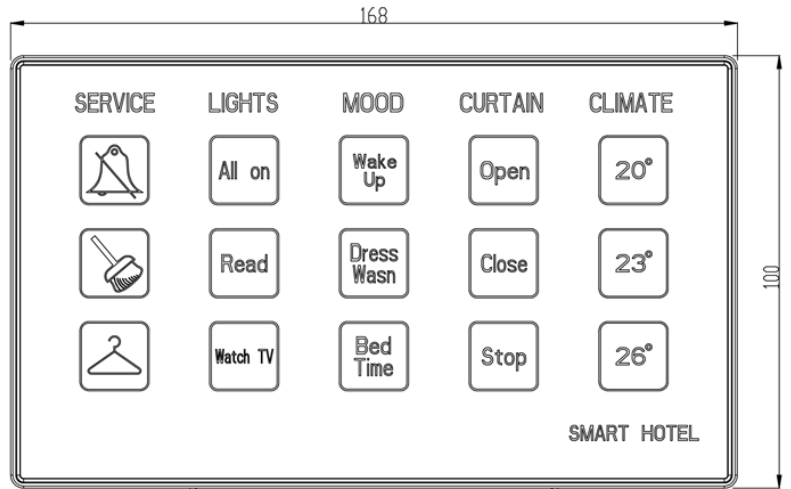 168
SERVICE LIGHTS MOOD CURTAIN CLIMATE
All on
Wake
Up
Open
20°
Read
Dress
Wasn
Close
23°
100
Watch TV
Bed
Time
Stop
26°
SMART HOTEL